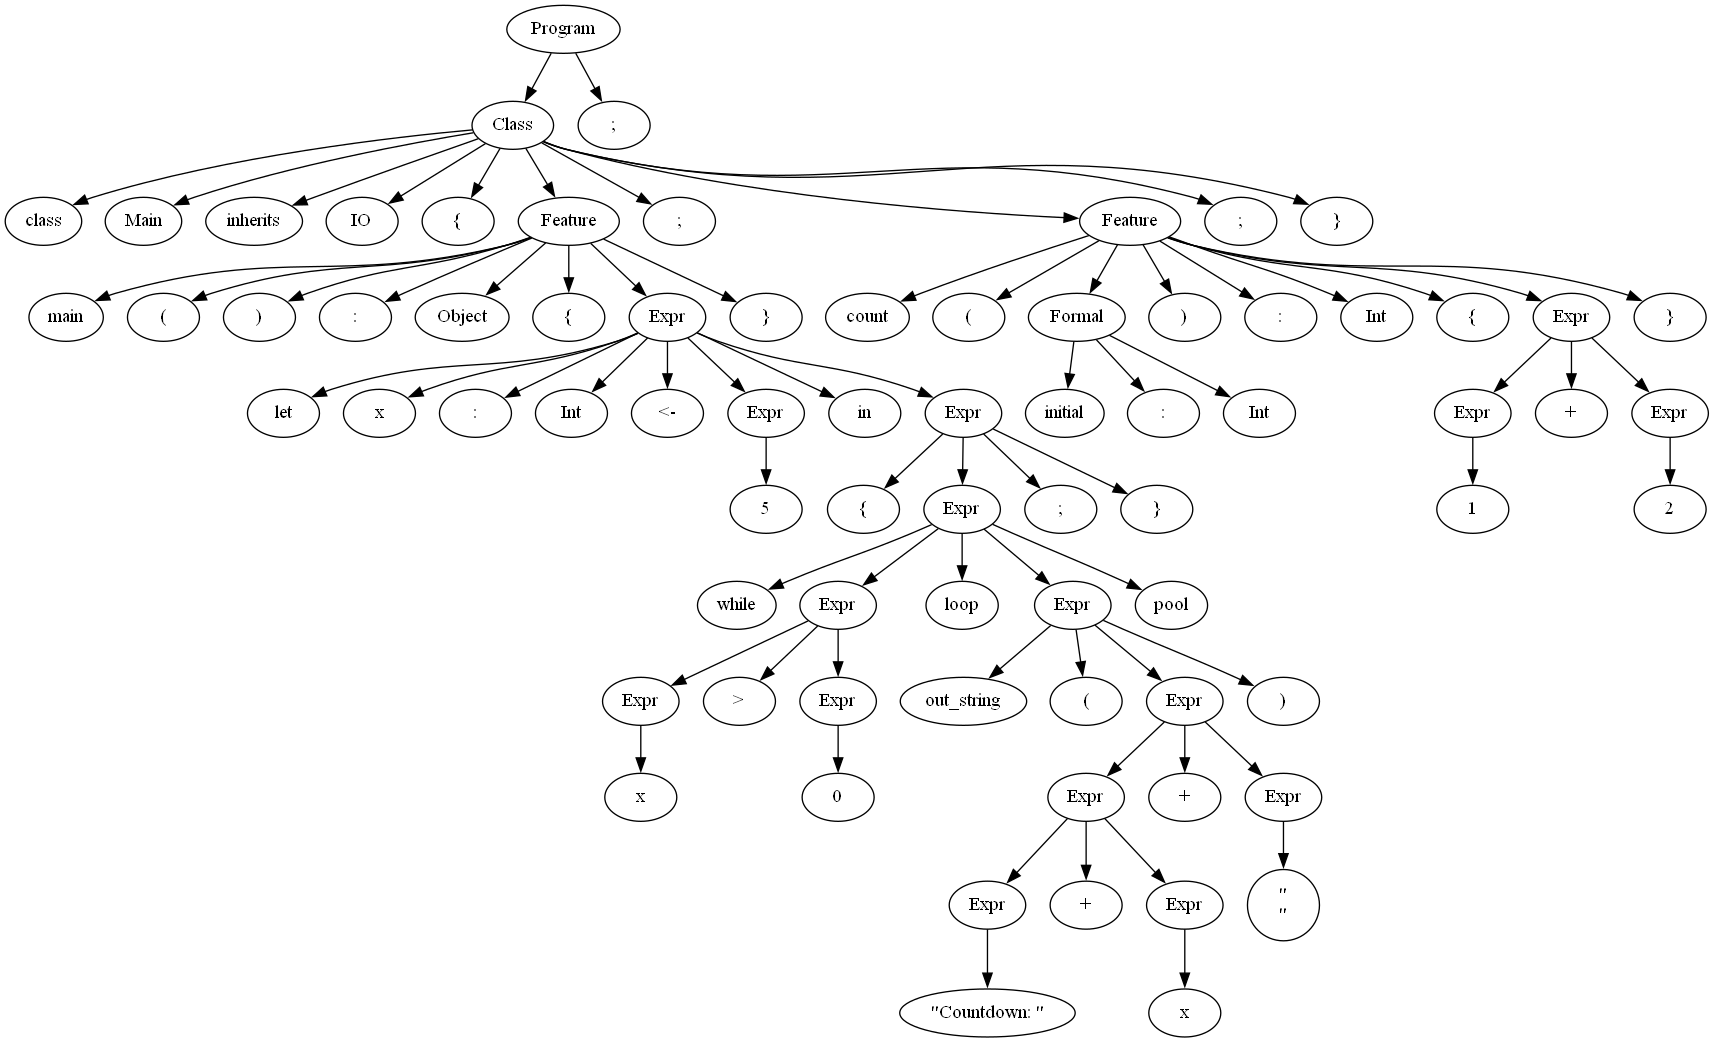 Program
Class ;
class Main inherits IO { Feature ; Feature ; }
main ( ) : Object { Expr } count ( Formal ) : Int { Expr }
let x : Int <- Expr in Expr initial : Int Expr + Expr
5 { Expr ; } 1 2
while Expr loop Expr pool
Expr > Expr out_string ( Expr )
x 0 Expr + Expr
Expr + Expr "
"
"Countdown: " x